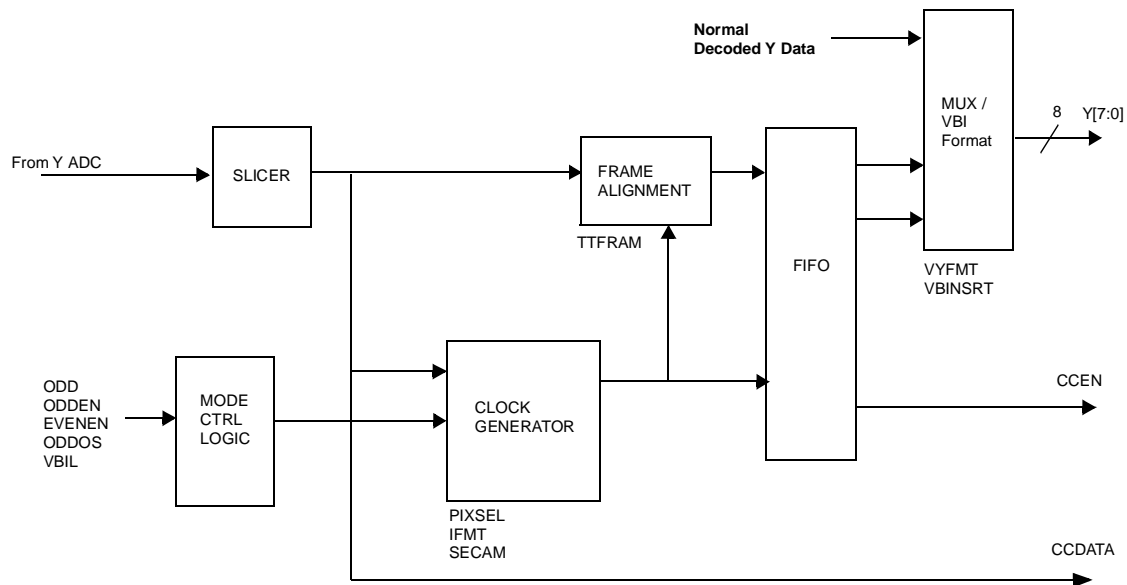 Normal
Decoded Y Data
MUX /
VBI
Format
8
Y[7:0]
From Y ADC
SLICER
FRAME
ALIGNMENT
TTFRAM
FIFO
VYFMT
VBINSRT
ODD
ODDEN
EVENEN
ODDOS
VBIL
MODE
CTRL
LOGIC
CLOCK
GENERATOR
PIXSEL
IFMT
SECAM
CCEN
CCDATA